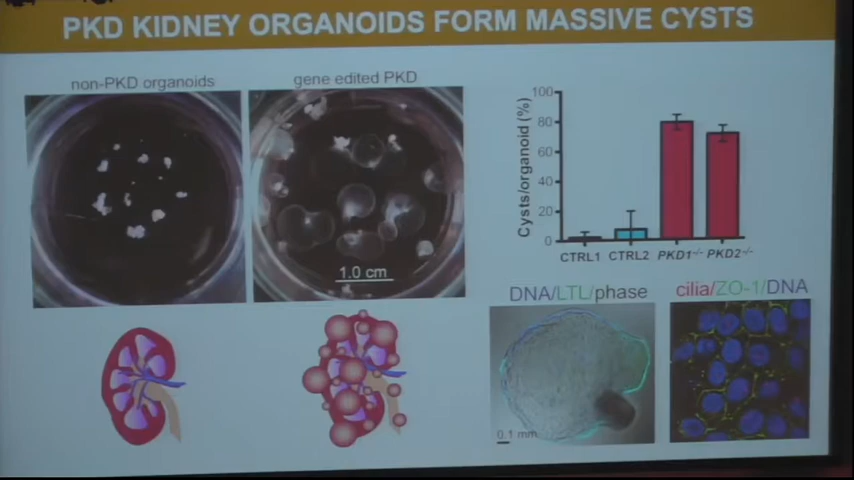 PKD KIDNEY ORGANOIDS FORM MASSIVE CYSTS
non-PKD organoids
gene edited PKD
1.0 cm
Cysts/organoid (%)
100
80
60
40
20
0
CTRL1 CTRL2 PKD1-/- PKD2-/-
DNA/LTL/phase
0.1 mm
cilia/ZO-1/DNA